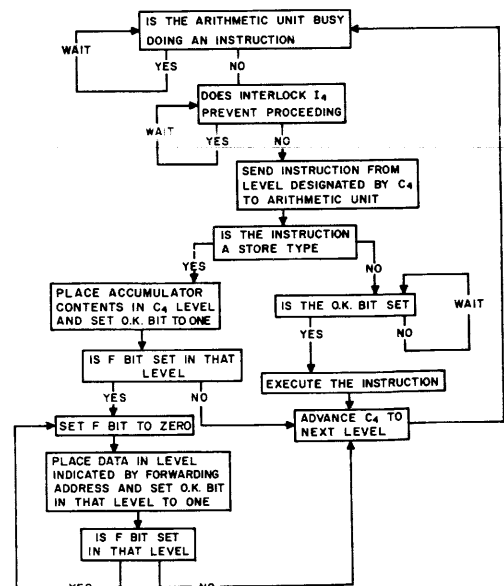 IS THE ARITHMETIC UNIT BUSY
DOING AN INSTRUCTION
WAIT
YES
NO
DOES INTERLOCK I4
PREVENT PROCEEDING
WAIT
YES
NO
SEND INSTRUCTION FROM
LEVEL DESIGNATED BY C4
TO ARITHMETIC UNIT
IS THE INSTRUCTION
A STORE TYPE
YES
NO
PLACE ACCUMULATOR
CONTENTS IN C4 LEVEL
AND SET O.K. BIT TO ONE
IS THE O.K. BIT SET
WAIT
YES
NO
IS F BIT SET IN THAT
LEVEL
EXECUTE THE INSTRUCTION
YES
NO
SET F BIT TO ZERO
ADVANCE C4 TO
NEXT LEVEL
PLACE DATA IN LEVEL
INDICATED BY FORWARDING
ADDRESS AND SET O.K. BIT
IN THAT LEVEL TO ONE
IS F BIT SET
IN THAT LEVEL
YES
NO